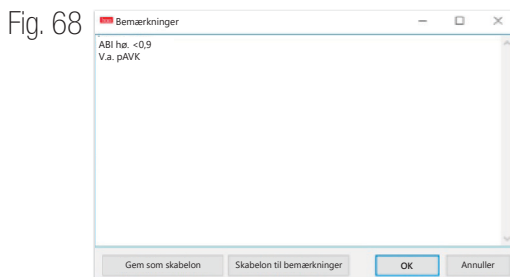 Fig. 68
Bemærkninger
ABI hø. <0,9
V.a. pAVK
Gem som skabelon
Skabelon til bemærkninger
OK
Annuller